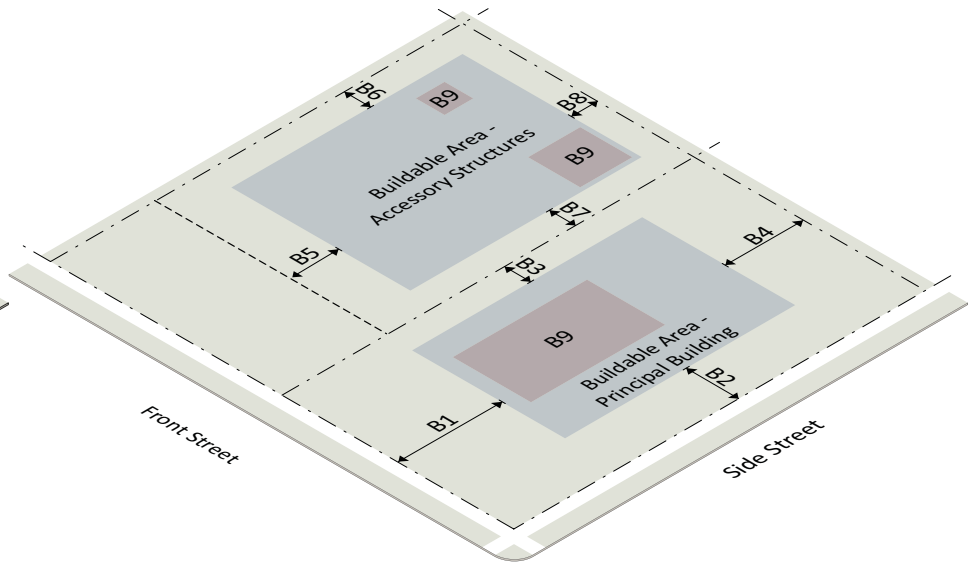 B6
B9
B8
Buildable Area -
Accessory Structures
B9
B7
B5
B3
B4
B9
Buildable Area -
Principal Building
B2
B1
Front Street
Side Street